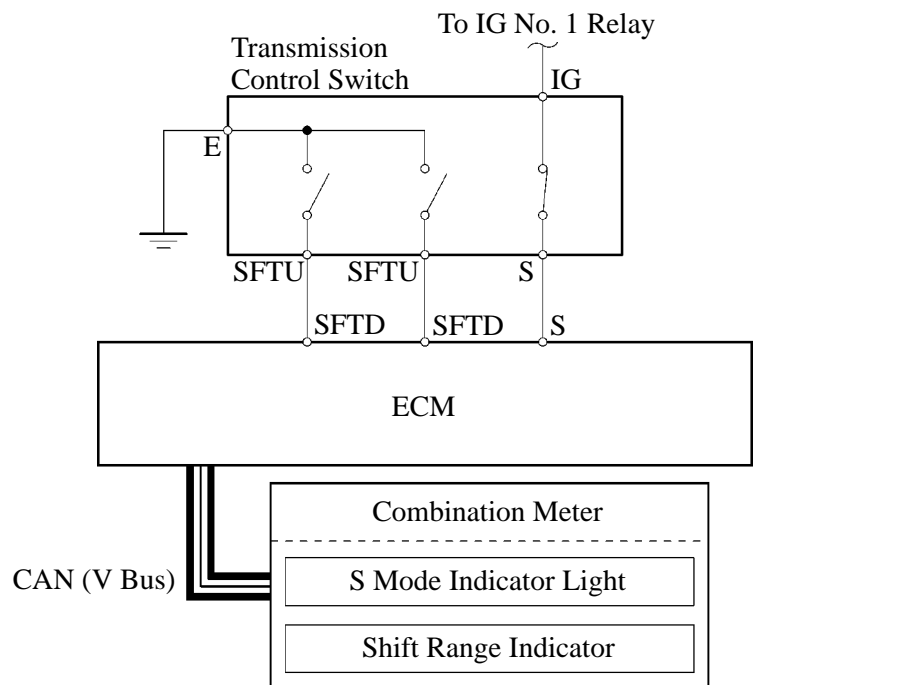 To IG No. 1 Relay
Transmission
Control Switch
IG
E
SFTU
SFTU
S
SFTD
SFTD
S
ECM
Combination Meter
CAN (V Bus)
S Mode Indicator Light
Shift Range Indicator